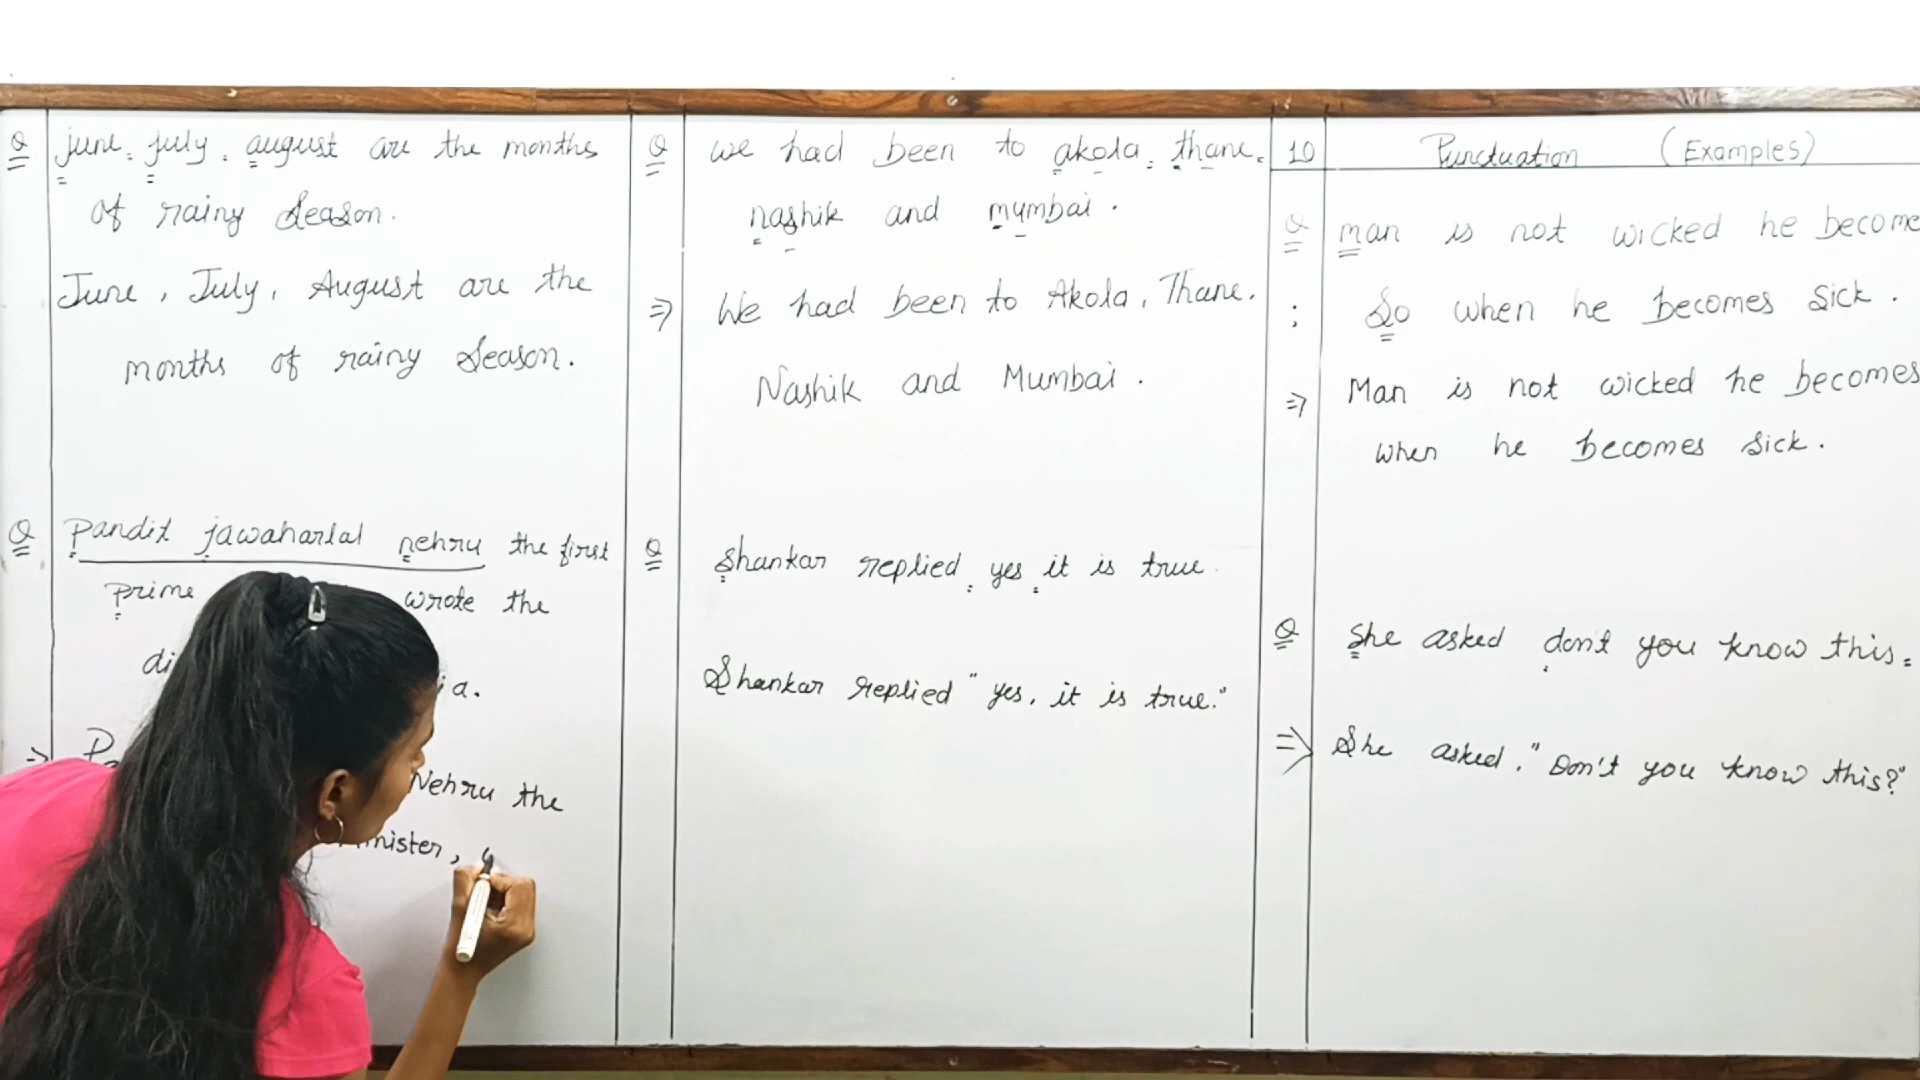 Q june, july, august are the months
of rainy season.
June, July, August are the
months of rainy season.
Q pandit jawaharlal nehru the first
prime wrote the
a.
⇒ Nehru the
minister,
Q we had been to akola, thane,
nashik and mumbai.
⇒ We had been to Akola, Thane,
Nashik and Mumbai.
Q shankar replied, yes, it is true.
Shankar replied "yes, it is true."
10 Punctuation (Examples)
Q man is not wicked he become
: So when he becomes sick.
⇒ Man is not wicked he becomes
when he becomes sick.
Q she asked don't you know this.
⇒ She asked, "Don't you know this?"